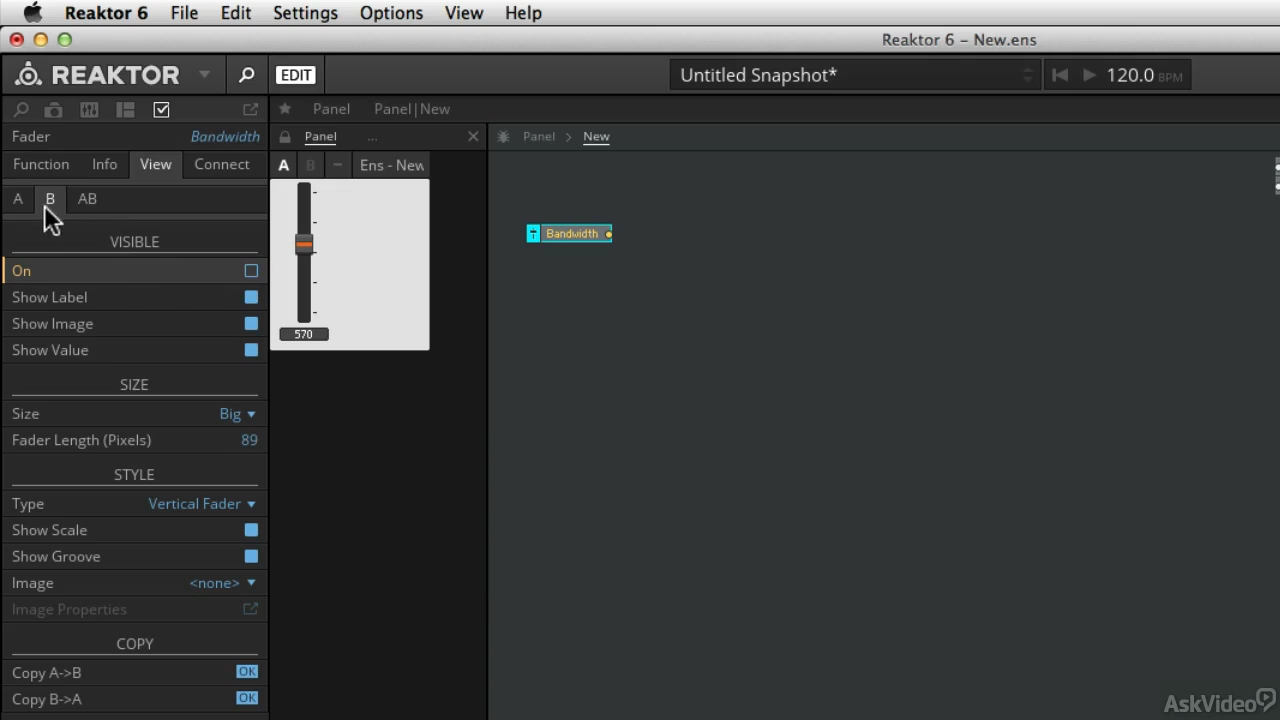 Reaktor 6 File Edit Settings Options View Help
Reaktor 6 – New.ens
REAKTOR EDIT Untitled Snapshot* 120.0 BPM
Panel Panel|New
Fader Bandwidth Panel ... Panel > New
Function Info View Connect A B – Ens - New
A B AB
VISIBLE
Bandwidth
On
Show Label
Show Image
570
Show Value
SIZE
Size Big
Fader Length (Pixels) 89
STYLE
Type Vertical Fader
Show Scale
Show Groove
Image <none>
Image Properties
COPY
Copy A->B OK
Copy B->A OK
AskVideo